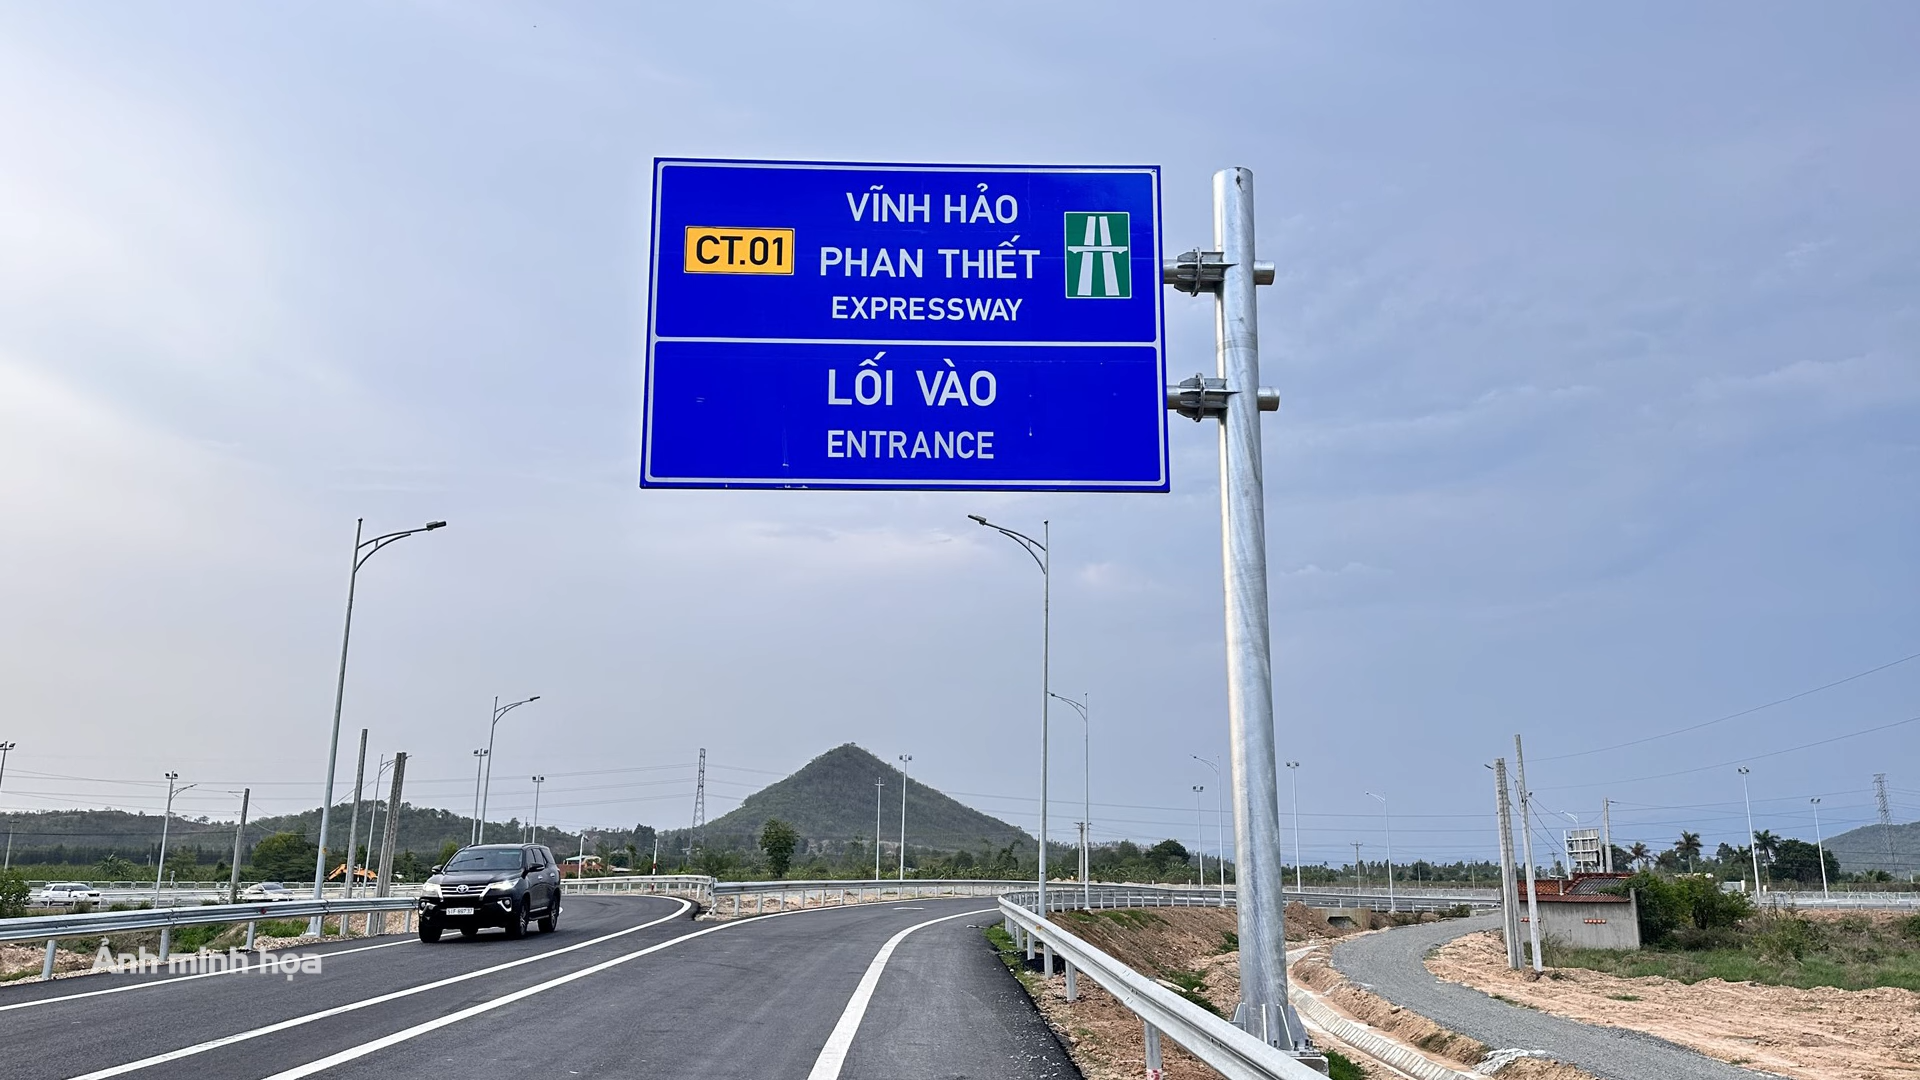 VĨNH HẢO
CT.01
PHAN THIẾT
EXPRESSWAY
LỐI VÀO
ENTRANCE
Ảnh minh họa